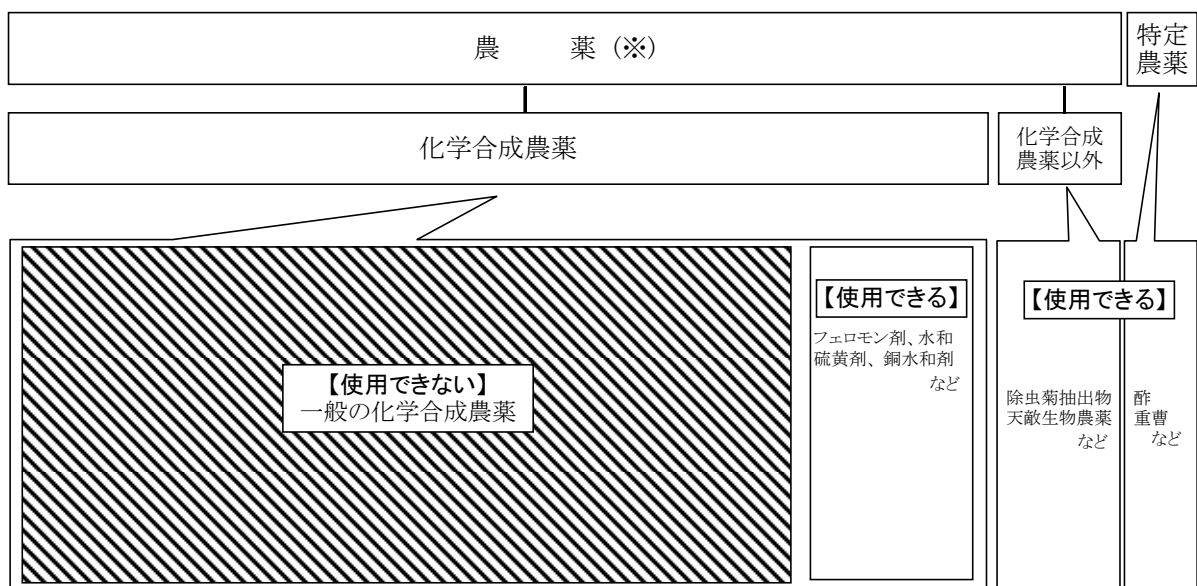 農　　　薬（※）
特定
農薬
化学合成農薬
化学合成
農薬以外
【使用できない】
一般の化学合成農薬
【使用できる】
フェロモン剤、水和
硫黄剤、銅水和剤
など
【使用できる】
除虫菊抽出物
天敵生物農薬
など
酢
重曹
など